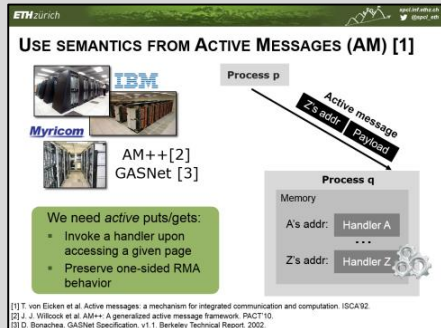 ETH zürich
spcl.inf.ethz.ch
@spcl_eth
USE SEMANTICS FROM ACTIVE MESSAGES (AM) [1]
IBM
Myricom
AM++[2]
GASNet [3]
We need active puts/gets:
Invoke a handler upon
accessing a given page
Preserve one-sided RMA
behavior
Process p
Active message
Z's addr
Payload
Process q
Memory
A's addr: Handler A
...
Z's addr: Handler Z
[1] T. von Eicken et al. Active messages: a mechanism for integrated communication and computation. ISCA'92.
[2] J. J. Willcock et al. AM++: A generalized active message framework. PACT'10.
[3] D. Bonachea, GASNet Specification, v1.1. Berkeley Technical Report. 2002.